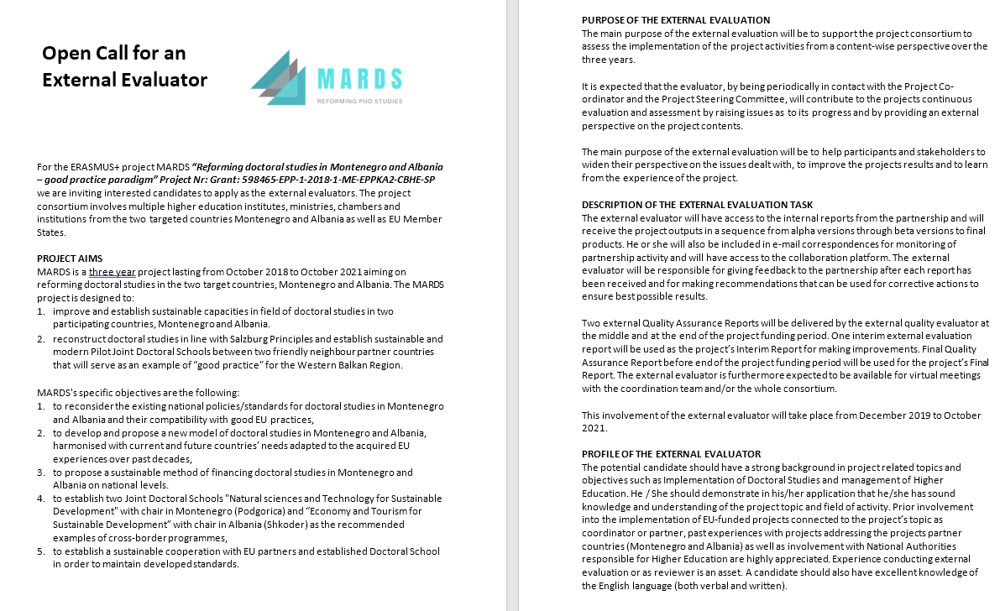 Open Call for an
External Evaluator
MARDS
REFORMING PHD STUDIES
For the ERASMUS+ project MARDS “Reforming doctoral studies in Montenegro and Albania
– good practice paradigm” Project Nr: Grant: 598465-EPP-1-2018-1-ME-EPPKA2-CBHE-SP
we are inviting interested candidates to apply as the external evaluators. The project
consortium involves multiple higher education institutes, ministries, chambers and
institutions from the two targeted countries Montenegro and Albania as well as EU Member
States.
PROJECT AIMS
MARDS is a three year project lasting from October 2018 to October 2021 aiming on
reforming doctoral studies in the two target countries, Montenegro and Albania. The MARDS
project is designed to:
1. improve and establish sustainable capacities in field of doctoral studies in two
participating countries, Montenegro and Albania.
2. reconstruct doctoral studies in line with Salzburg Principles and establish sustainable and
modern Pilot Joint Doctoral Schools between two friendly neighbour partner countries
that will serve as an example of “good practice” for the Western Balkan Region.
MARDS's specific objectives are the following:
1. to reconsider the existing national policies/standards for doctoral studies in Montenegro
and Albania and their compatibility with good EU practices,
2. to develop and propose a new model of doctoral studies in Montenegro and Albania,
harmonised with current and future countries’ needs adapted to the acquired EU
experiences over past decades,
3. to propose a sustainable method of financing doctoral studies in Montenegro and
Albania on national levels.
4. to establish two Joint Doctoral Schools "Natural sciences and Technology for Sustainable
Development" with chair in Montenegro (Podgorica) and “Economy and Tourism for
Sustainable Development” with chair in Albania (Shkoder) as the recommended
examples of cross-border programmes,
5. to establish a sustainable cooperation with EU partners and established Doctoral School
in order to maintain developed standards.
PURPOSE OF THE EXTERNAL EVALUATION
The main purpose of the external evaluation will be to support the project consortium to
assess the implementation of the project activities from a content-wise perspective over the
three years.
It is expected that the evaluator, by being periodically in contact with the Project Co-
ordinator and the Project Steering Committee, will contribute to the projects continuous
evaluation and assessment by raising issues as to its progress and by providing an external
perspective on the project contents.
The main purpose of the external evaluation will be to help participants and stakeholders to
widen their perspective on the issues dealt with, to improve the projects results and to learn
from the experience of the project.
DESCRIPTION OF THE EXTERNAL EVALUATION TASK
The external evaluator will have access to the internal reports from the partnership and will
receive the project outputs in a sequence from alpha versions through beta versions to final
products. He or she will also be included in e-mail correspondences for monitoring of
partnership activity and will have access to the collaboration platform. The external
evaluator will be responsible for giving feedback to the partnership after each report has
been received and for making recommendations that can be used for corrective actions to
ensure best possible results.
Two external Quality Assurance Reports will be delivered by the external quality evaluator at
the middle and at the end of the project funding period. One interim external evaluation
report will be used as the project’s Interim Report for making improvements. Final Quality
Assurance Report before end of the project funding period will be used for the project’s Final
Report. The external evaluator is furthermore expected to be available for virtual meetings
with the coordination team and/or the whole consortium.
This involvement of the external evaluator will take place from December 2019 to October
2021.
PROFILE OF THE EXTERNAL EVALUATOR
The potential candidate should have a strong background in project related topics and
objectives such as Implementation of Doctoral Studies and management of Higher
Education. He / She should demonstrate in his/her application that he/she has sound
knowledge and understanding of the project topic and field of activity. Prior involvement
into the implementation of EU-funded projects connected to the project’s topic as
coordinator or partner, past experiences with projects addressing the projects partner
countries (Montenegro and Albania) as well as involvement with National Authorities
responsible for Higher Education are highly appreciated. Experience conducting external
evaluation or as reviewer is an asset. A candidate should also have excellent knowledge of
the English language (both verbal and written).